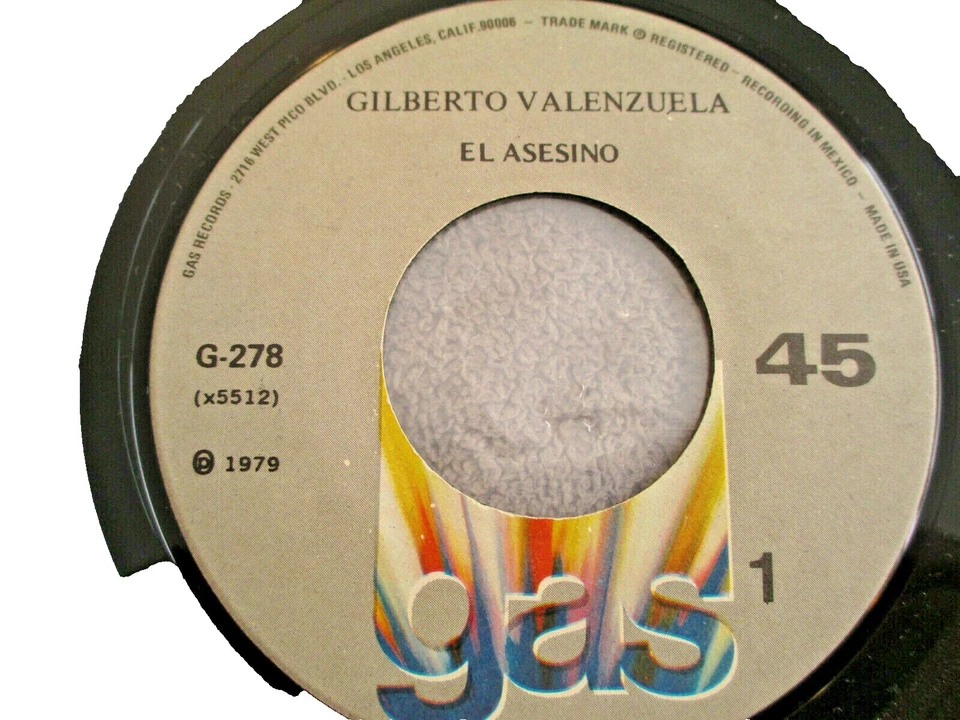 GAS RECORDS - 2716 WEST PICO BLVD. - LOS ANGELES, CALIF. 90006 - TRADE MARK ® REGISTERED - RECORDING IN MEXICO - MADE IN USA
GILBERTO VALENZUELA
EL ASESINO
G-278
45
(x5512)
℗ 1979
1
gas